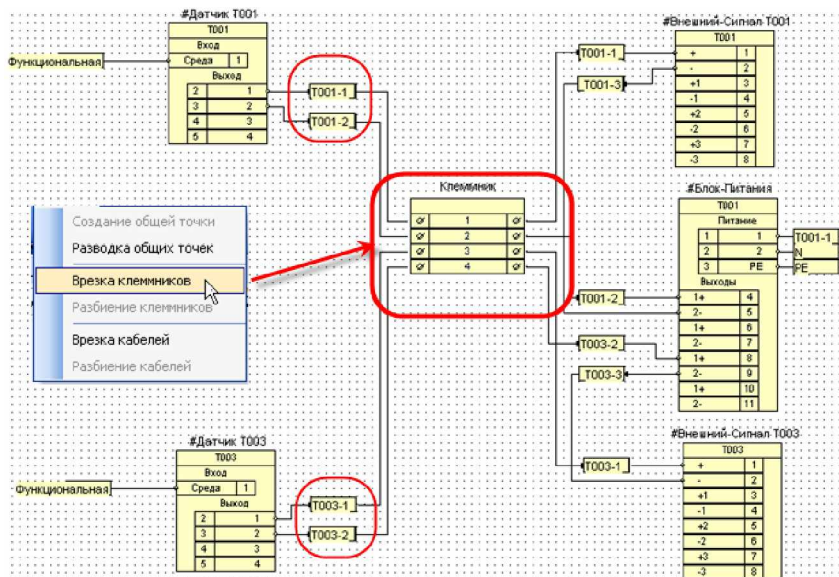 #Датчик T001
T001
Вход
Среда 1
Выход
2 1
3 2
4 3
5 4
Функциональная
T001-1
T001-2
#Внешний-Сигнал T001
T001
+ 1
- 2
+1 3
-1 4
+2 5
-2 6
+3 7
-3 8
T001-1
T001-3
Клеммник
1
2
3
4
Создание общей точки
Разводка общих точек
Врезка клеммников
Разбиение клеммников
Врезка кабелей
Разбиение кабелей
#Блок-Питания
T001
Питание
1 1
2 2
3 PE
Выходы
1+ 4
2- 5
1+ 6
2- 7
1+ 8
2- 9
1+ 10
2- 11
T001-1
N
PE
T001-2
T003-2
T003-3
#Датчик T003
T003
Вход
Среда 1
Выход
2 1
3 2
4 3
5 4
Функциональная
T003-1
T003-2
#Внешний-Сигнал T003
T003
+ 1
- 2
+1 3
-1 4
+2 5
-2 6
+3 7
-3 8
T003-1